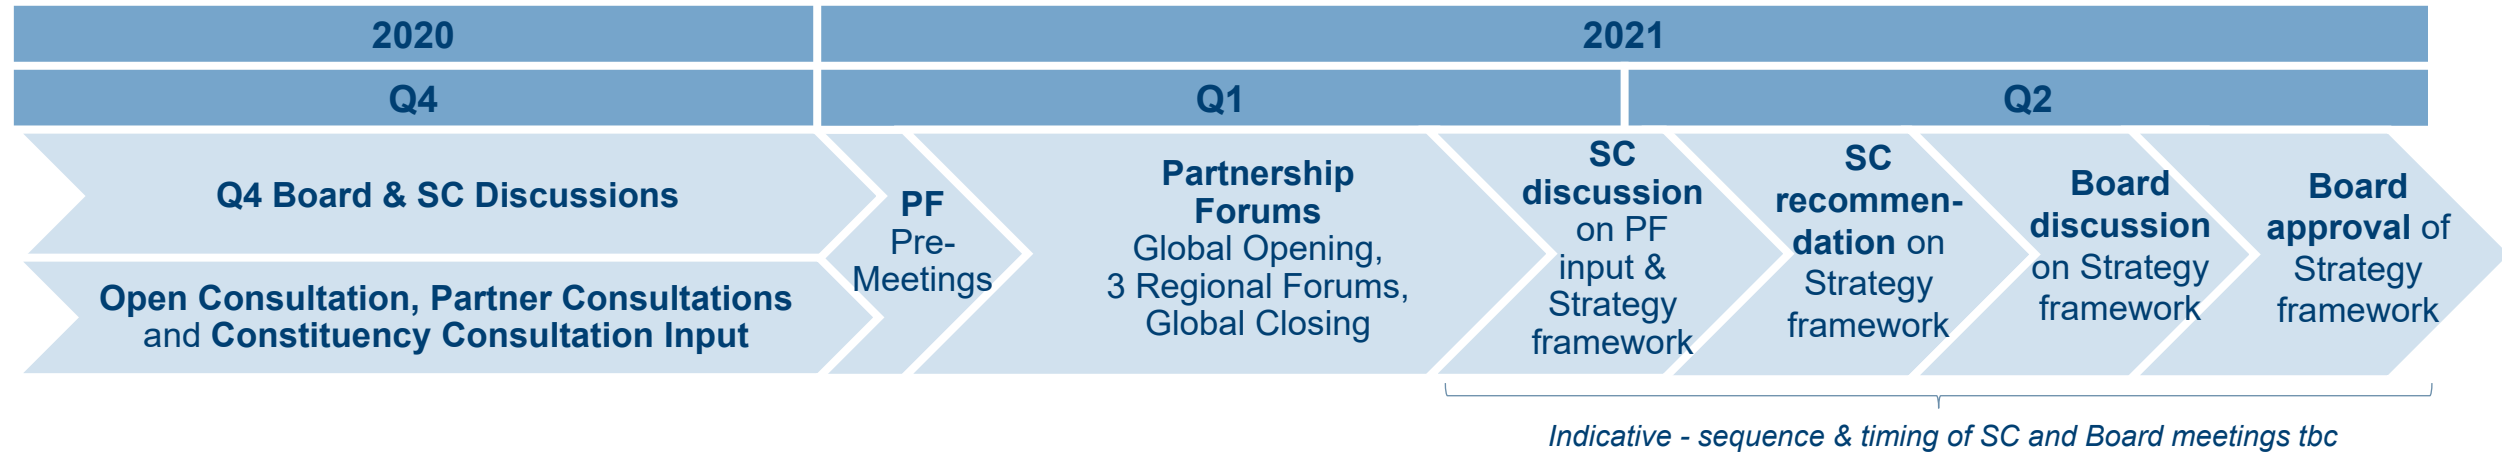 2020
2021
Q4
Q1
Q2
Q4 Board & SC Discussions
Open Consultation, Partner Consultations
and Constituency Consultation Input
PF
Pre-
Meetings
Partnership
Forums
Global Opening,
3 Regional Forums,
Global Closing
SC
discussion
on PF
input &
Strategy
framework
SC
recommen-
dation on
Strategy
framework
Board
discussion
on Strategy
framework
Board
approval of
Strategy
framework
Indicative - sequence & timing of SC and Board meetings tbc